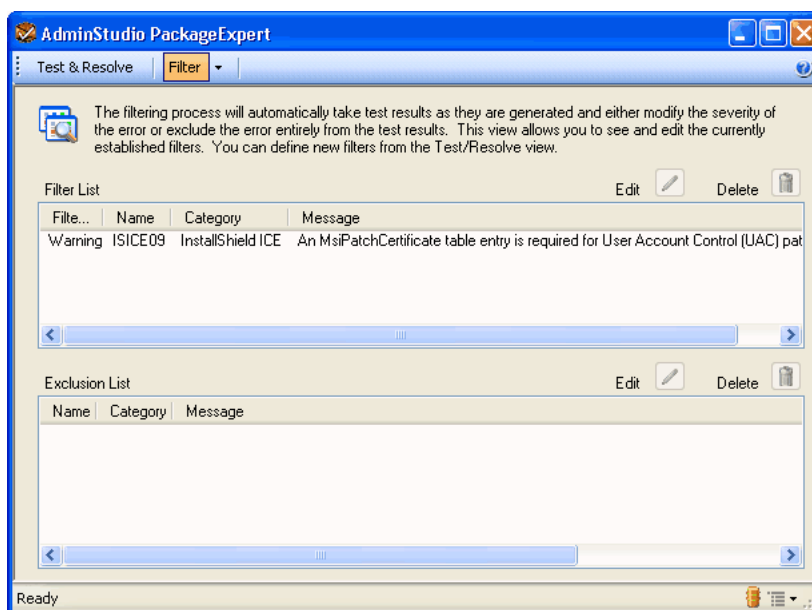 AdminStudio PackageExpert
Test & Resolve Filter
The filtering process will automatically take test results as they are generated and either modify the severity of
the error or exclude the error entirely from the test results. This view allows you to see and edit the currently
established filters. You can define new filters from the Test/Resolve view.
Filter List Edit Delete
Filte... Name Category Message
Warning ISICE09 InstallShield ICE An MsiPatchCertificate table entry is required for User Account Control (UAC) pat
Exclusion List Edit Delete
Name Category Message
Ready